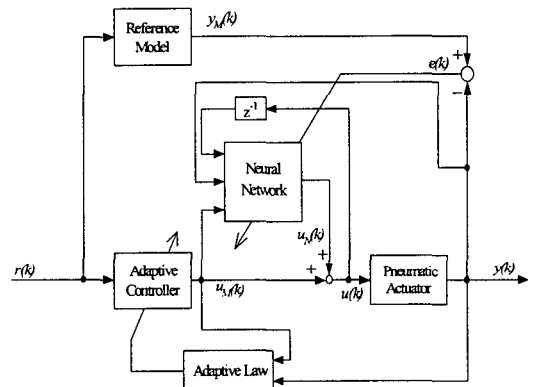 Reference
Model
y_M(k)
+
e(k)
−
z⁻¹
Neural
Network
u_N(k)
r(k)
Adaptive
Controller
+
+
u_M(k)
u(k)
Pneumatic
Actuator
y(k)
Adaptive Law